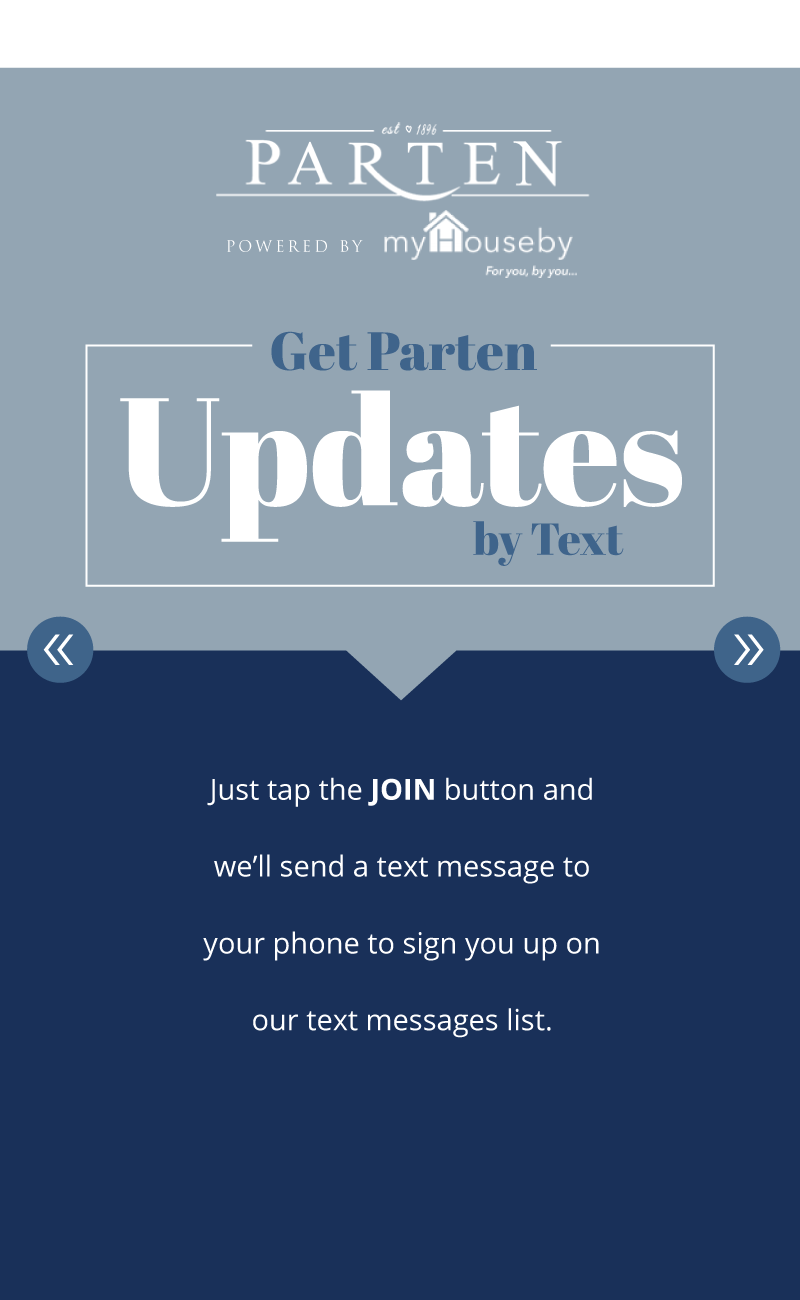 est 1896
PARTEN
POWERED BY myHouseby
For you, by you...
Get Parten
Updates
by Text
Just tap the JOIN button and
we’ll send a text message to
your phone to sign you up on
our text messages list.